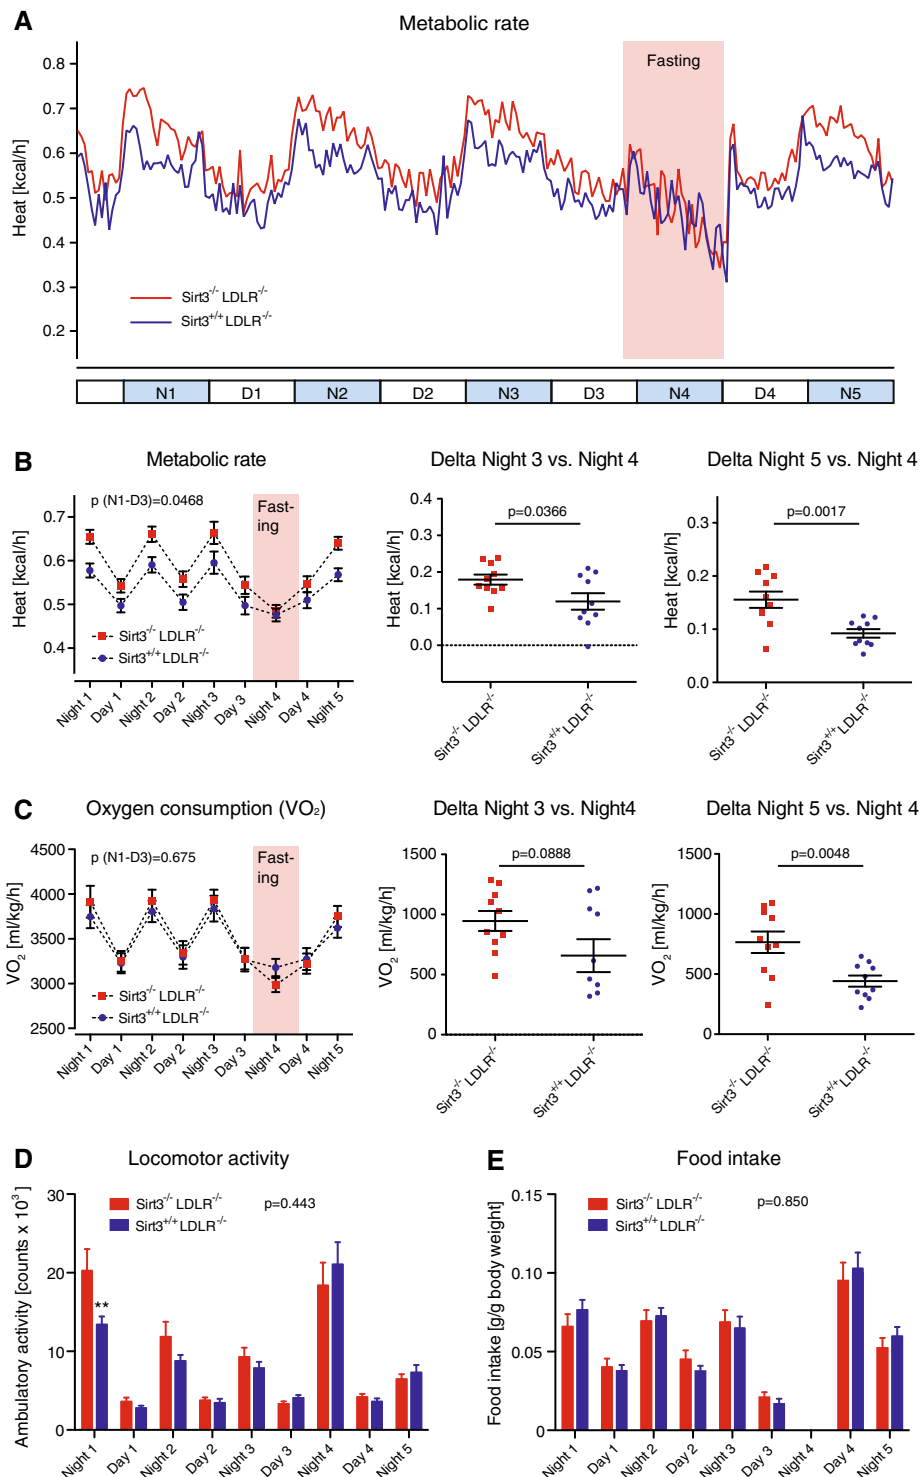 A
Metabolic rate
Heat [kcal/h]
0.8
0.7
0.6
0.5
0.4
0.3
0.2
Fasting
Sirt3-/- LDLR-/-
Sirt3+/+ LDLR-/-
N1 D1 N2 D2 N3 D3 N4 D4 N5
B
Metabolic rate
Heat [kcal/h]
0.7
0.6
0.5
0.4
p (N1-D3)=0.0468
Fast-
ing
Sirt3-/- LDLR-/-
Sirt3+/+ LDLR-/-
Night 1 Day 1 Night 2 Day 2 Night 3 Day 3 Night 4 Day 4 Night 5
Delta Night 3 vs. Night 4
Heat [kcal/h]
0.4
0.3
0.2
0.1
0.0
p=0.0366
Sirt3-/- LDLR-/- Sirt3+/+ LDLR-/-
Delta Night 5 vs. Night 4
Heat [kcal/h]
0.3
0.2
0.1
0.0
p=0.0017
Sirt3-/- LDLR-/- Sirt3+/+ LDLR-/-
C
Oxygen consumption (VO2)
VO2 [ml/kg/h]
4500
4000
3500
3000
2500
p (N1-D3)=0.675
Fast-
ing
Sirt3-/- LDLR-/-
Sirt3+/+ LDLR-/-
Night 1 Day 1 Night 2 Day 2 Night 3 Day 3 Night 4 Day 4 Night 5
Delta Night 3 vs. Night4
VO2 [ml/kg/h]
1500
1000
500
0
p=0.0888
Sirt3-/- LDLR-/- Sirt3+/+ LDLR-/-
Delta Night 5 vs. Night 4
VO2 [ml/kg/h]
1500
1000
500
0
p=0.0048
Sirt3-/- LDLR-/- Sirt3+/+ LDLR-/-
D
Locomotor activity
Ambulatory activity [counts x 10³]
30
20
10
0
Sirt3-/- LDLR-/-
Sirt3+/+ LDLR-/-
p=0.443
**
Night 1 Day 1 Night 2 Day 2 Night 3 Day 3 Night 4 Day 4 Night 5
E
Food intake
Food intake [g/g body weight]
0.15
0.10
0.05
0
Sirt3-/- LDLR-/-
Sirt3+/+ LDLR-/-
p=0.850
Night 1 Day 1 Night 2 Day 2 Night 3 Day 3 Night 4 Day 4 Night 5